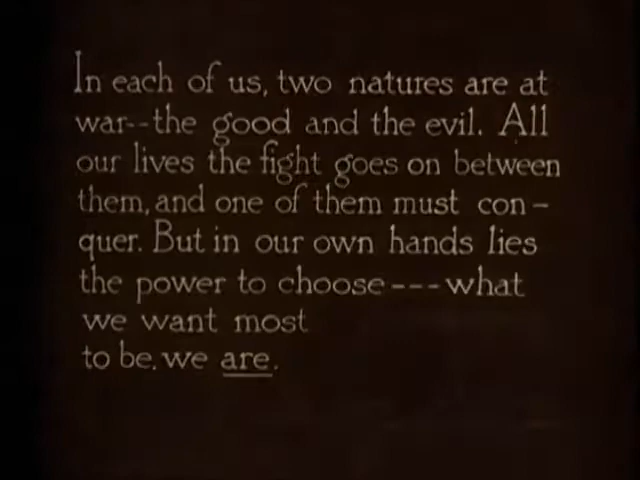 In each of us, two natures are at
war--the good and the evil. All
our lives the fight goes on between
them, and one of them must con-
quer. But in our own hands lies
the power to choose---what
we want most
to be, we are.